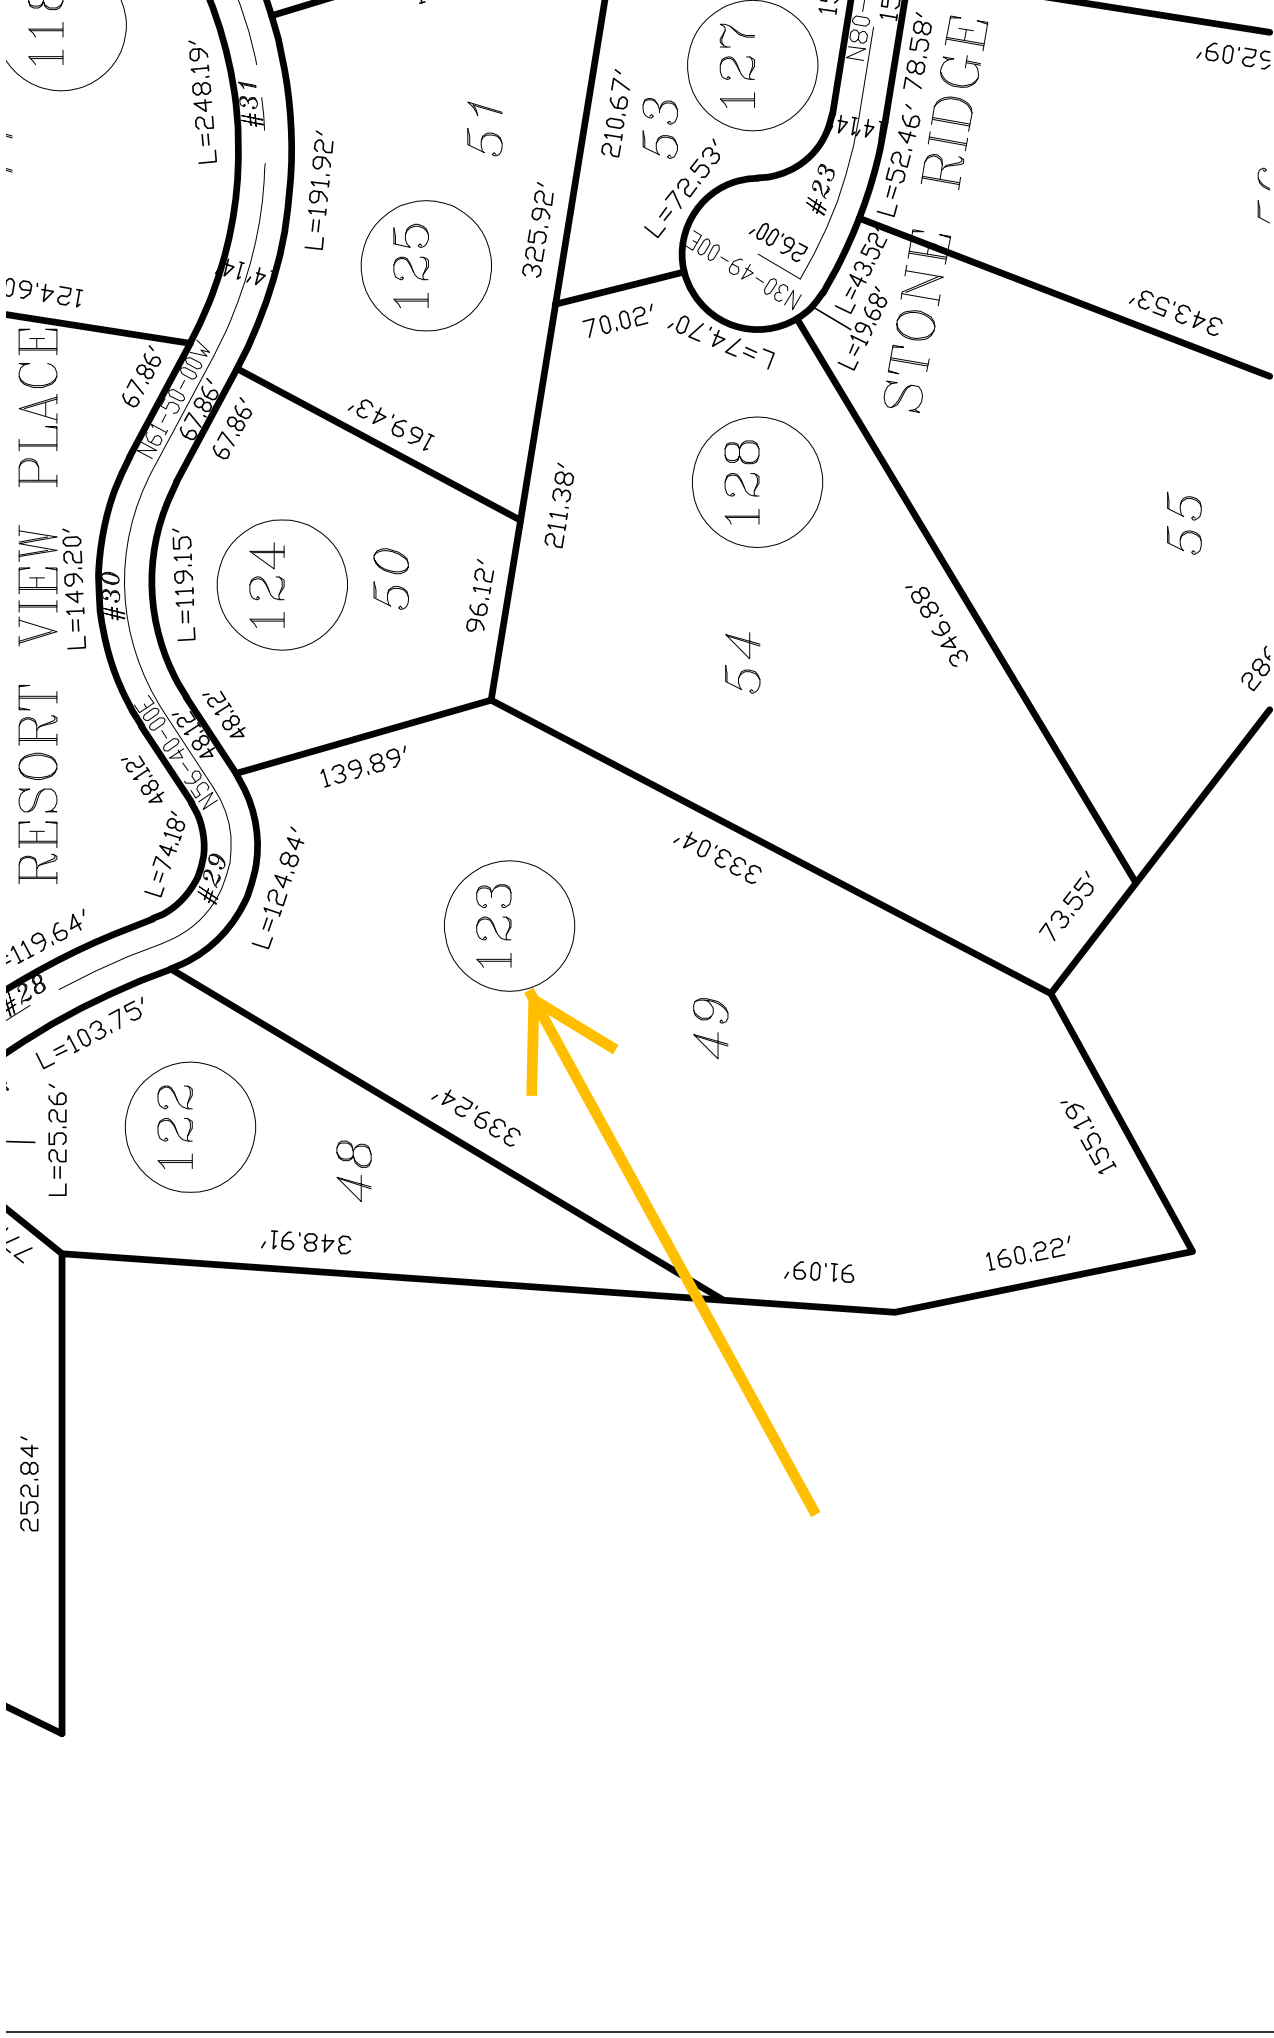 118
L=248.19'
#31
L=191.92'
51
210.67'
53
127
L=72.53'
#23
14'14'
N80-
L=52.46' 78.58'
STONE RIDGE
62.09'
125
325.92'
14'14'
124.60
26.00'
N30-49-00E
L=43.52'
L=19.68'
343.53'
70.02'
L=74.70'
RESORT VIEW PLACE
67.86'
N61-50-00W
67.86'
67.86'
169.43'
128
211.38'
55
L=149.20'
#30
L=119.15'
124
50
96.12'
346.88'
54
48.12'
N56-40-00E
48.12'
48.12'
139.89'
L=74.18'
#29
L=124.84'
333.04'
73.55'
123
=119.64'
#28
L=103.75'
49
L=25.26'
122
48
339.24'
155.19'
348.91'
91.09'
160.22'
252.84'